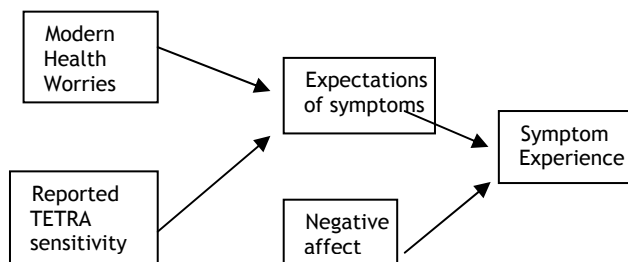 Modern
Health
Worries
Expectations
of symptoms
Symptom
Experience
Reported
TETRA
sensitivity
Negative
affect